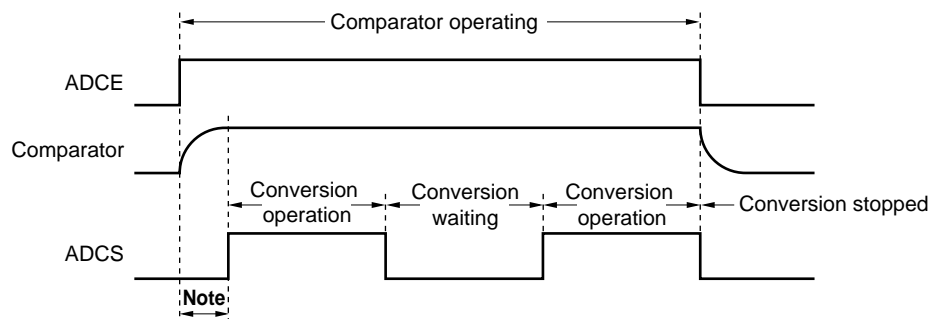 Comparator operating
ADCE
Comparator
Conversion
operation
Conversion
waiting
Conversion
operation
Conversion stopped
ADCS
Note